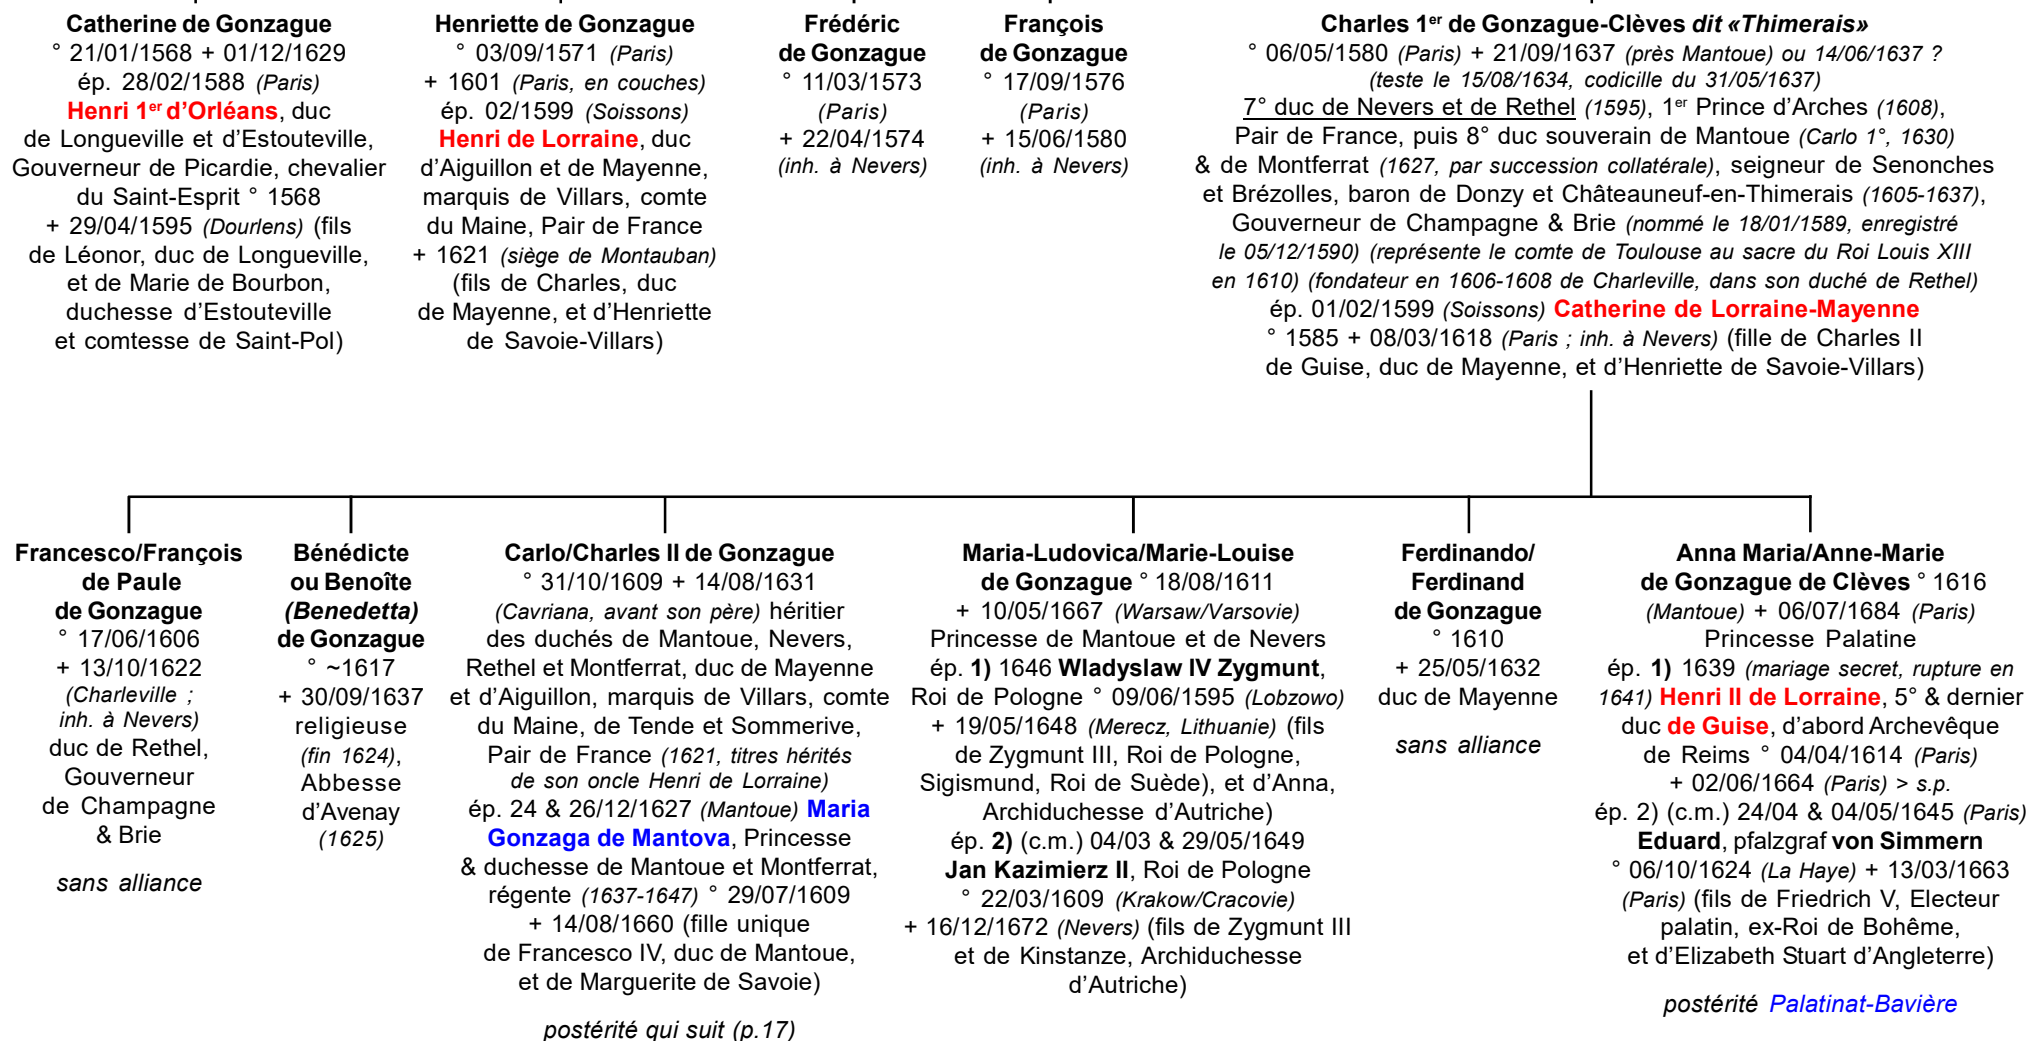 Catherine de Gonzague
° 21/01/1568 + 01/12/1629
ép. 28/02/1588 (Paris)
Henri 1er d'Orléans, duc
de Longueville et d'Estouteville,
Gouverneur de Picardie, chevalier
du Saint-Esprit ° 1568
+ 29/04/1595 (Dourlens) (fils
de Léonor, duc de Longueville,
et de Marie de Bourbon,
duchesse d'Estouteville
et comtesse de Saint-Pol)
Henriette de Gonzague
° 03/09/1571 (Paris)
+ 1601 (Paris, en couches)
ép. 02/1599 (Soissons)
Henri de Lorraine, duc
d'Aiguillon et de Mayenne,
marquis de Villars, comte
du Maine, Pair de France
+ 1621 (siège de Montauban)
(fils de Charles, duc
de Mayenne, et d'Henriette
de Savoie-Villars)
Frédéric
de Gonzague
° 11/03/1573
(Paris)
+ 22/04/1574
(inh. à Nevers)
François
de Gonzague
° 17/09/1576
(Paris)
+ 15/06/1580
(inh. à Nevers)
Charles 1er de Gonzague-Clèves dit «Thimerais»
° 06/05/1580 (Paris) + 21/09/1637 (près Mantoue) ou 14/06/1637 ?
(teste le 15/08/1634, codicille du 31/05/1637)
7° duc de Nevers et de Rethel (1595), 1er Prince d'Arches (1608),
Pair de France, puis 8° duc souverain de Mantoue (Carlo 1°, 1630)
& de Montferrat (1627, par succession collatérale), seigneur de Senonches
et Brézolles, baron de Donzy et Châteauneuf-en-Thimerais (1605-1637),
Gouverneur de Champagne & Brie (nommé le 18/01/1589, enregistré
le 05/12/1590) (représente le comte de Toulouse au sacre du Roi Louis XIII
en 1610) (fondateur en 1606-1608 de Charleville, dans son duché de Rethel)
ép. 01/02/1599 (Soissons) Catherine de Lorraine-Mayenne
° 1585 + 08/03/1618 (Paris ; inh. à Nevers) (fille de Charles II
de Guise, duc de Mayenne, et d'Henriette de Savoie-Villars)
Francesco/François
de Paule
de Gonzague
° 17/06/1606
+ 13/10/1622
(Charleville ;
inh. à Nevers)
duc de Rethel,
Gouverneur
de Champagne
& Brie
sans alliance
Bénédicte
ou Benoîte
(Benedetta)
de Gonzague
° ~1617
+ 30/09/1637
religieuse
(fin 1624),
Abbesse
d'Avenay
(1625)
Carlo/Charles II de Gonzague
° 31/10/1609 + 14/08/1631
(Cavriana, avant son père) héritier
des duchés de Mantoue, Nevers,
Rethel et Montferrat, duc de Mayenne
et d'Aiguillon, marquis de Villars, comte
du Maine, de Tende et Sommerive,
Pair de France (1621, titres hérités
de son oncle Henri de Lorraine)
ép. 24 & 26/12/1627 (Mantoue) Maria
Gonzaga de Mantova, Princesse
& duchesse de Mantoue et Montferrat,
régente (1637-1647) ° 29/07/1609
+ 14/08/1660 (fille unique
de Francesco IV, duc de Mantoue,
et de Marguerite de Savoie)
postérité qui suit (p.17)
Maria-Ludovica/Marie-Louise
de Gonzague ° 18/08/1611
+ 10/05/1667 (Warsaw/Varsovie)
Princesse de Mantoue et de Nevers
ép. 1) 1646 Wladyslaw IV Zygmunt,
Roi de Pologne ° 09/06/1595 (Lobzowo)
+ 19/05/1648 (Merecz, Lithuanie) (fils
de Zygmunt III, Roi de Pologne,
Sigismund, Roi de Suède), et d'Anna,
Archiduchesse d'Autriche)
ép. 2) (c.m.) 04/03 & 29/05/1649
Jan Kazimierz II, Roi de Pologne
° 22/03/1609 (Krakow/Cracovie)
+ 16/12/1672 (Nevers) (fils de Zygmunt III
et de Kinstanze, Archiduchesse
d'Autriche)
Ferdinando/
Ferdinand
de Gonzague
° 1610
+ 25/05/1632
duc de Mayenne
sans alliance
Anna Maria/Anne-Marie
de Gonzague de Clèves ° 1616
(Mantoue) + 06/07/1684 (Paris)
Princesse Palatine
ép. 1) 1639 (mariage secret, rupture en
1641) Henri II de Lorraine, 5° & dernier
duc de Guise, d'abord Archevêque
de Reims ° 04/04/1614 (Paris)
+ 02/06/1664 (Paris) > s.p.
ép. 2) (c.m.) 24/04 & 04/05/1645 (Paris)
Eduard, pfalzgraf von Simmern
° 06/10/1624 (La Haye) + 13/03/1663
(Paris) (fils de Friedrich V, Electeur
palatin, ex-Roi de Bohême,
et d'Elizabeth Stuart d'Angleterre)
postérité Palatinat-Bavière